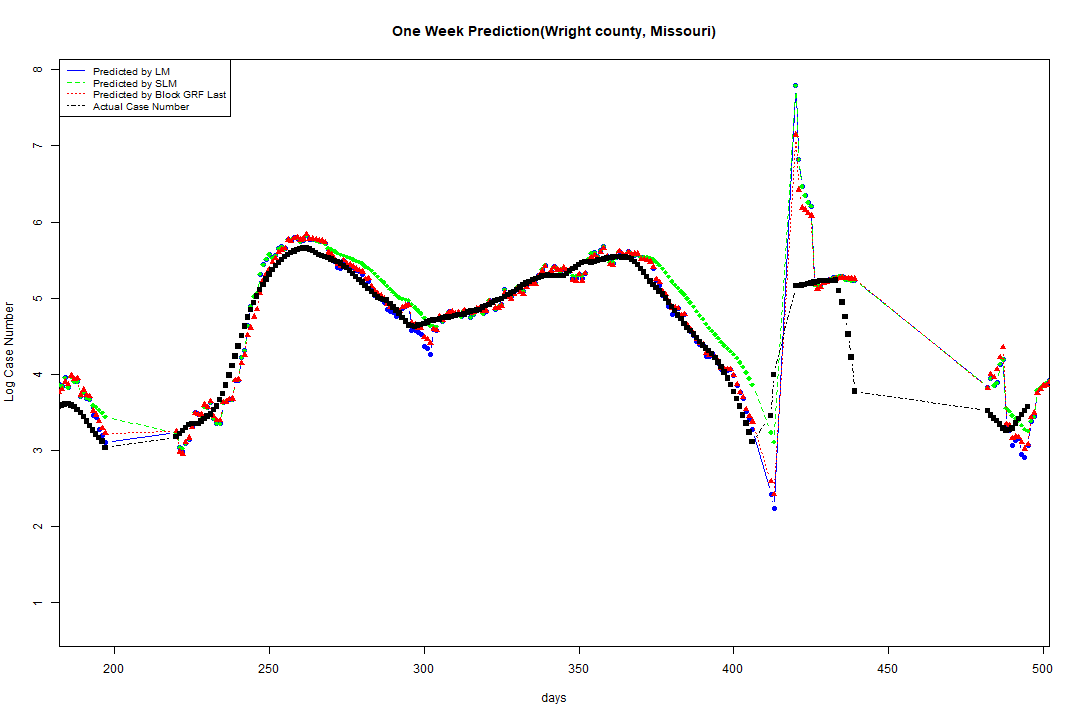 One Week Prediction(Wright county, Missouri)
Predicted by LM
Predicted by SLM
Predicted by Block GRF Last
Actual Case Number
Log Case Number
8
7
6
5
4
3
2
1
200
250
300
350
400
450
500
days